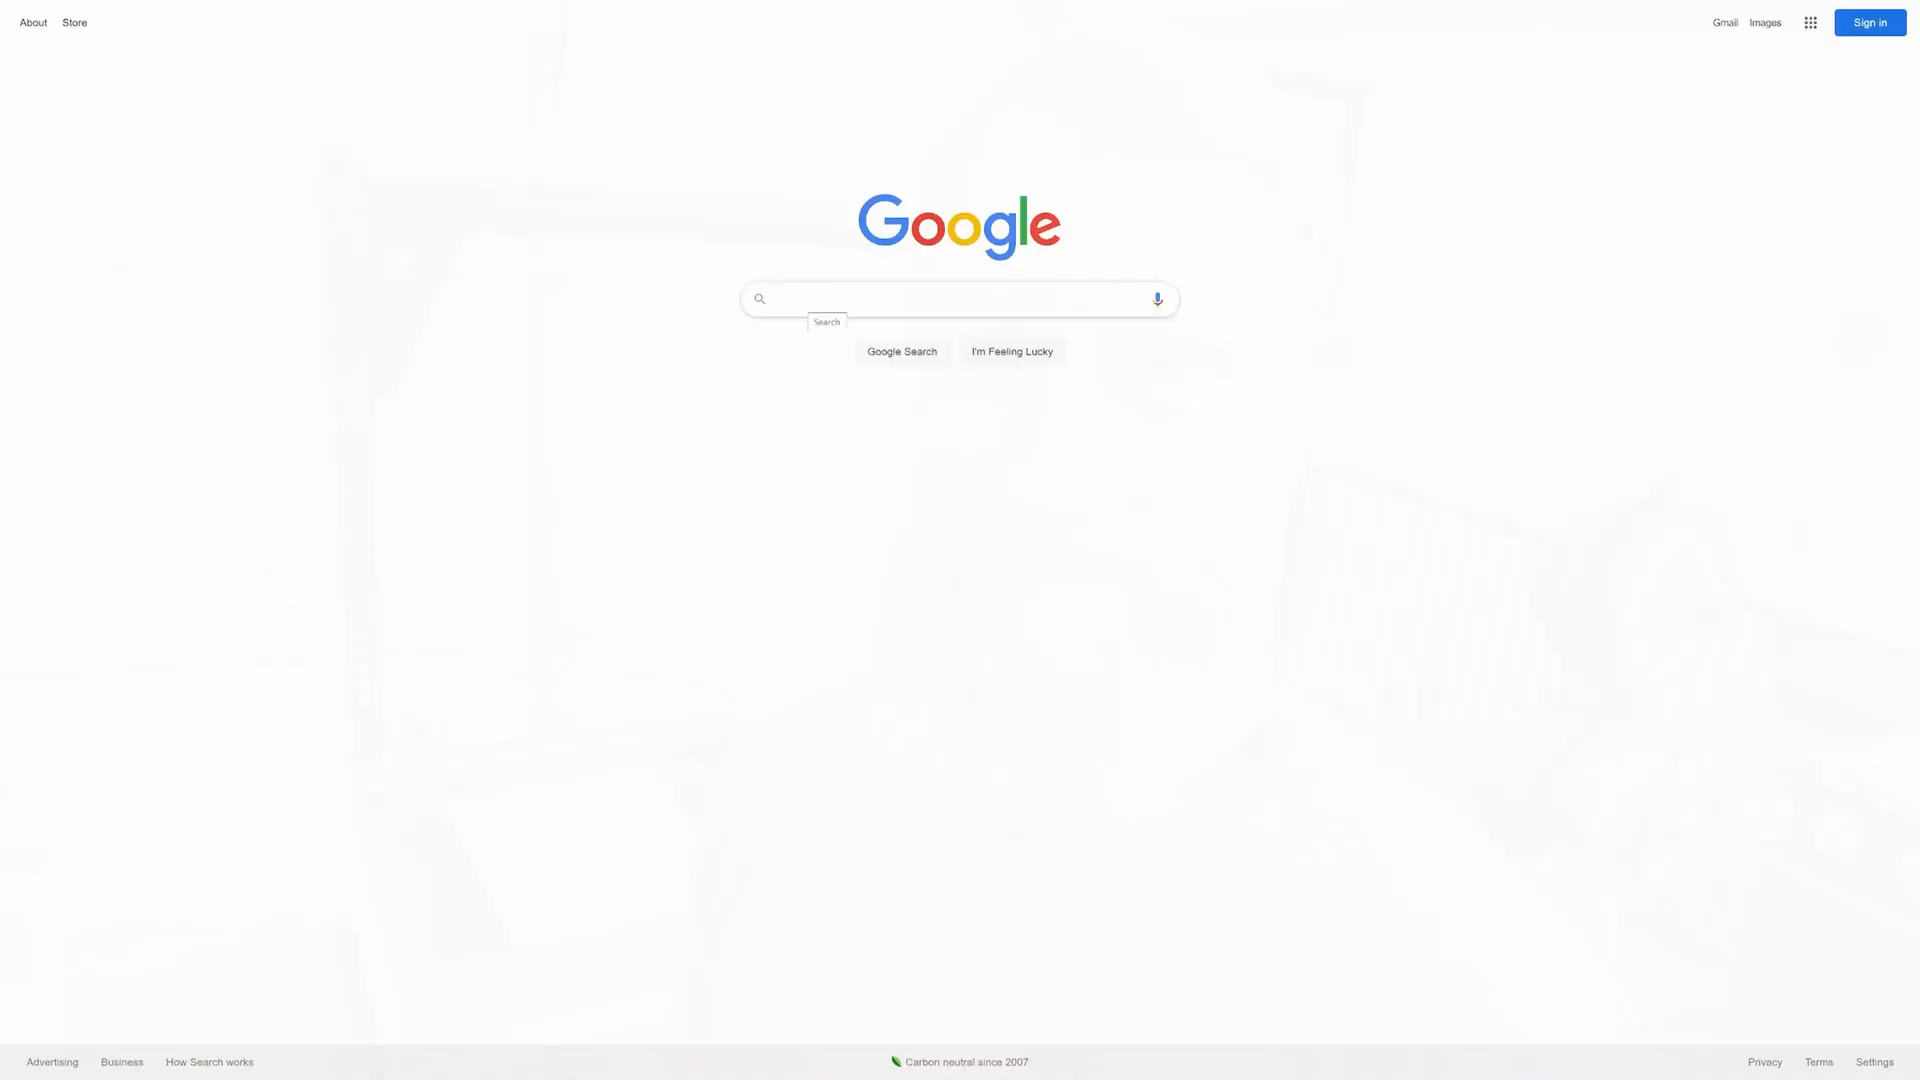 About Store
Gmail Images Sign in
Google
Search
Google Search I'm Feeling Lucky
Advertising Business How Search works
Carbon neutral since 2007
Privacy Terms Settings